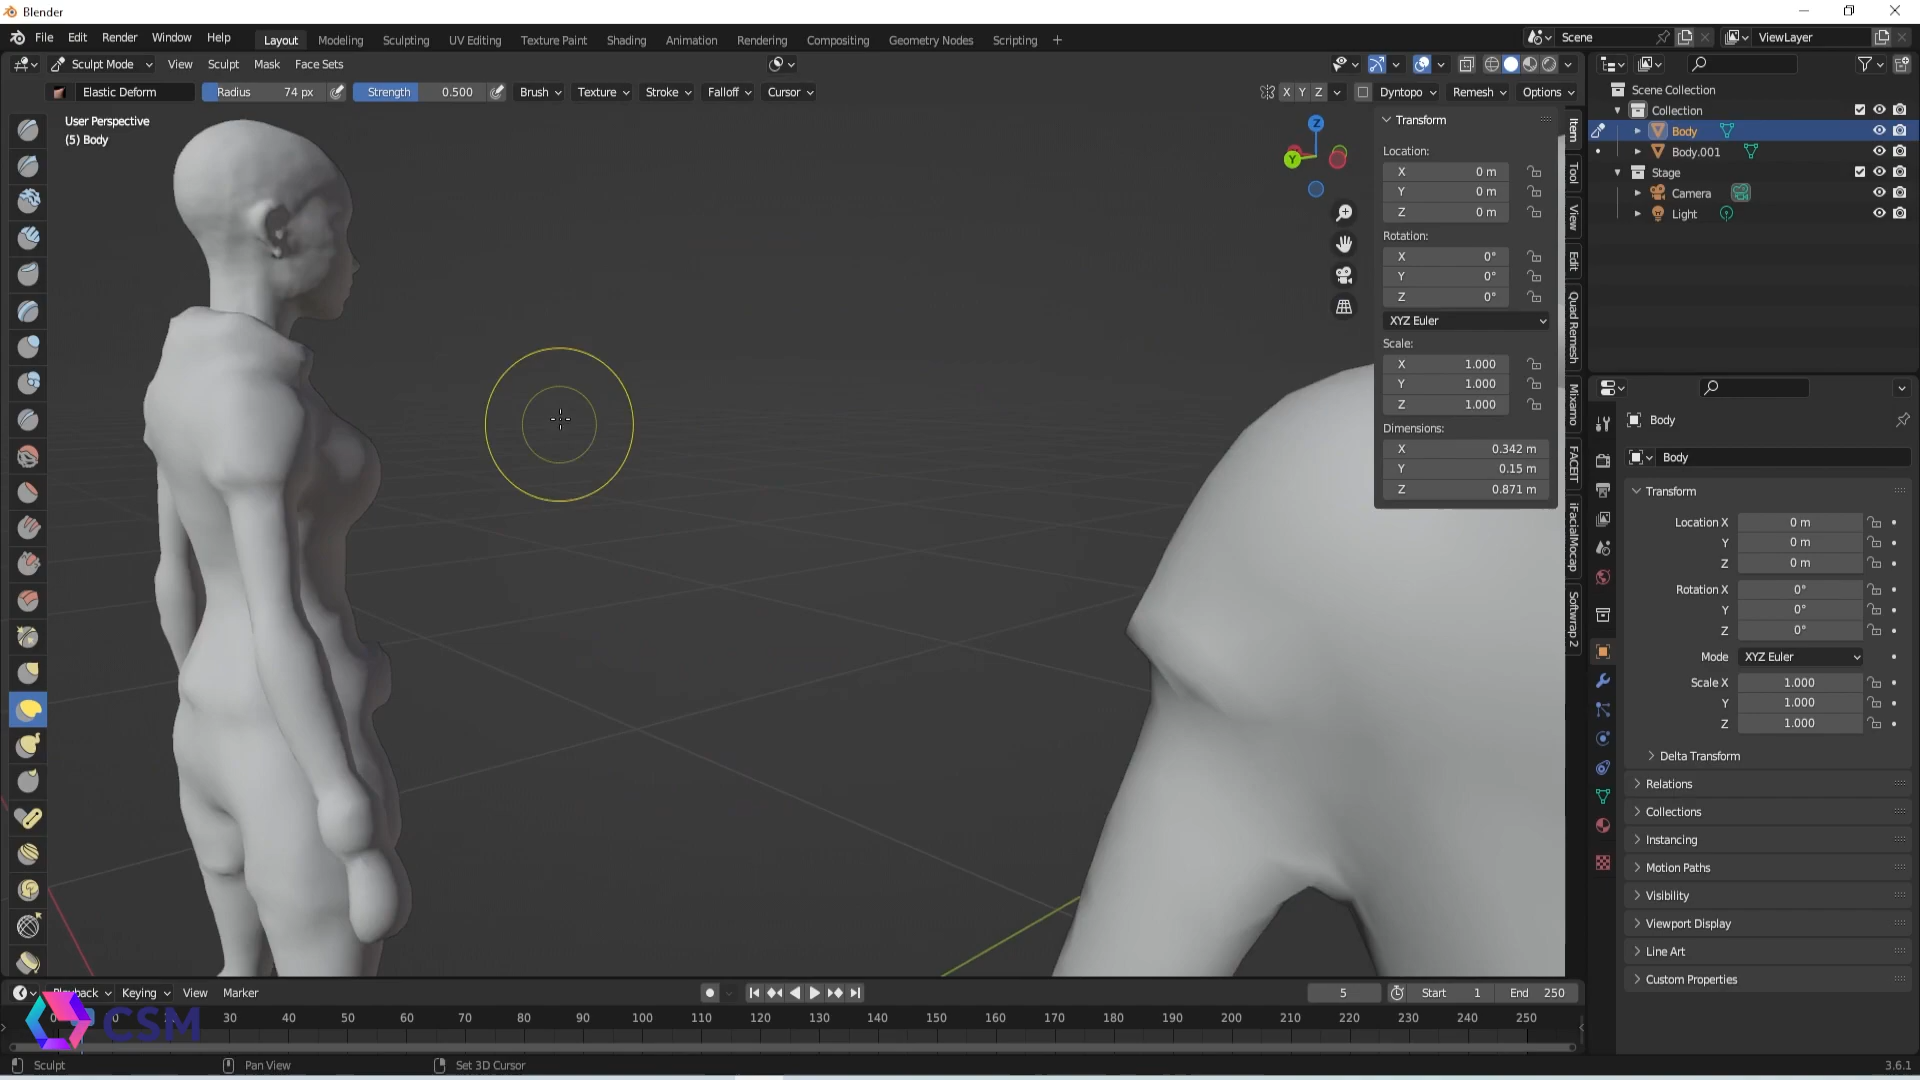 Blender
File Edit Render Window Help Layout Modeling Sculpting UV Editing Texture Paint Shading Animation Rendering Compositing Geometry Nodes Scripting + Scene ViewLayer
Sculpt Mode View Sculpt Mask Face Sets
Elastic Deform Radius 74 px Strength 0.500 Brush Texture Stroke Falloff Cursor X Y Z Dyntopo Remesh Options
User Perspective
(5) Body
Z
Y
Transform
Location:
X 0 m
Y 0 m
Z 0 m
Rotation:
X 0°
Y 0°
Z 0°
XYZ Euler
Scale:
X 1.000
Y 1.000
Z 1.000
Dimensions:
X 0.342 m
Y 0.15 m
Z 0.871 m
Item
Tool
View
Edit
Quad Remesh
Mixamo
FACEIT
iFacialMocap
Softwrap 2
Scene Collection
Collection
Body
Body.001
Stage
Camera
Light
Body
Body
Transform
Location X 0 m
Y 0 m
Z 0 m
Rotation X 0°
Y 0°
Z 0°
Mode XYZ Euler
Scale X 1.000
Y 1.000
Z 1.000
Delta Transform
Relations
Collections
Instancing
Motion Paths
Visibility
Viewport Display
Line Art
Custom Properties
Playback Keying View Marker 5 Start 1 End 250
30 40 50 60 70 80 90 100 110 120 130 140 150 160 170 180 190 200 210 220 230 240 250
CSM
Sculpt Pan View Set 3D Cursor 3.6.1